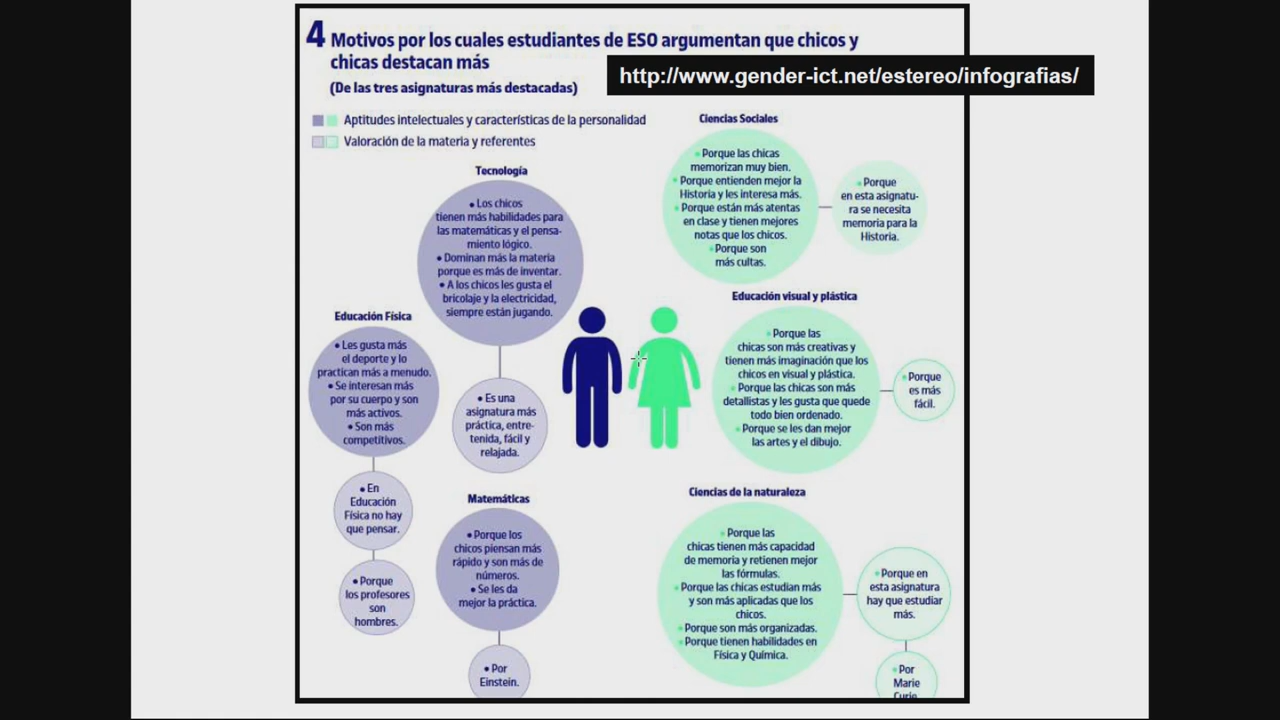 4 Motivos por los cuales estudiantes de ESO argumentan que chicos y
chicas destacan más
http://www.gender-ict.net/estereo/infografias/
(De las tres asignaturas más destacadas)
Aptitudes intelectuales y características de la personalidad
Valoración de la materia y referentes
Tecnología
• Los chicos
tienen más habilidades para
las matemáticas y el pensa-
miento lógico.
• Dominan más la materia
porque es más de inventar.
• A los chicos les gusta el
bricolaje y la electricidad,
siempre están jugando.
• Es una
asignatura más
práctica, entre-
tenida, fácil y
relajada.
Educación Física
• Les gusta más
el deporte y lo
practican más a menudo.
• Se interesan más
por su cuerpo y son
más activos.
• Son más
competitivos.
• En
Educación
Física no hay
que pensar.
• Porque
los profesores
son
hombres.
Matemáticas
• Porque los
chicos piensan más
rápido y son más de
números.
• Se les da
mejor la práctica.
• Por
Einstein.
Ciencias Sociales
• Porque las chicas
memorizan muy bien.
• Porque entienden mejor la
Historia y les interesa más.
• Porque están más atentas
en clase y tienen mejores
notas que los chicos.
• Porque son
más cultas.
• Porque
en esta asignatu-
ra se necesita
memoria para la
Historia.
Educación visual y plástica
• Porque las
chicas son más creativas y
tienen más imaginación que los
chicos en visual y plástica.
• Porque las chicas son más
detallistas y les gusta que quede
todo bien ordenado.
• Porque se les dan mejor
las artes y el dibujo.
• Porque
es más
fácil.
Ciencias de la naturaleza
• Porque las
chicas tienen más capacidad
de memoria y retienen mejor
las fórmulas.
• Porque las chicas estudian más
y son más aplicadas que los
chicos.
• Porque son más organizadas.
• Porque tienen habilidades en
Física y Química.
• Porque en
esta asignatura
hay que estudiar
más.
• Por
Marie
Curie